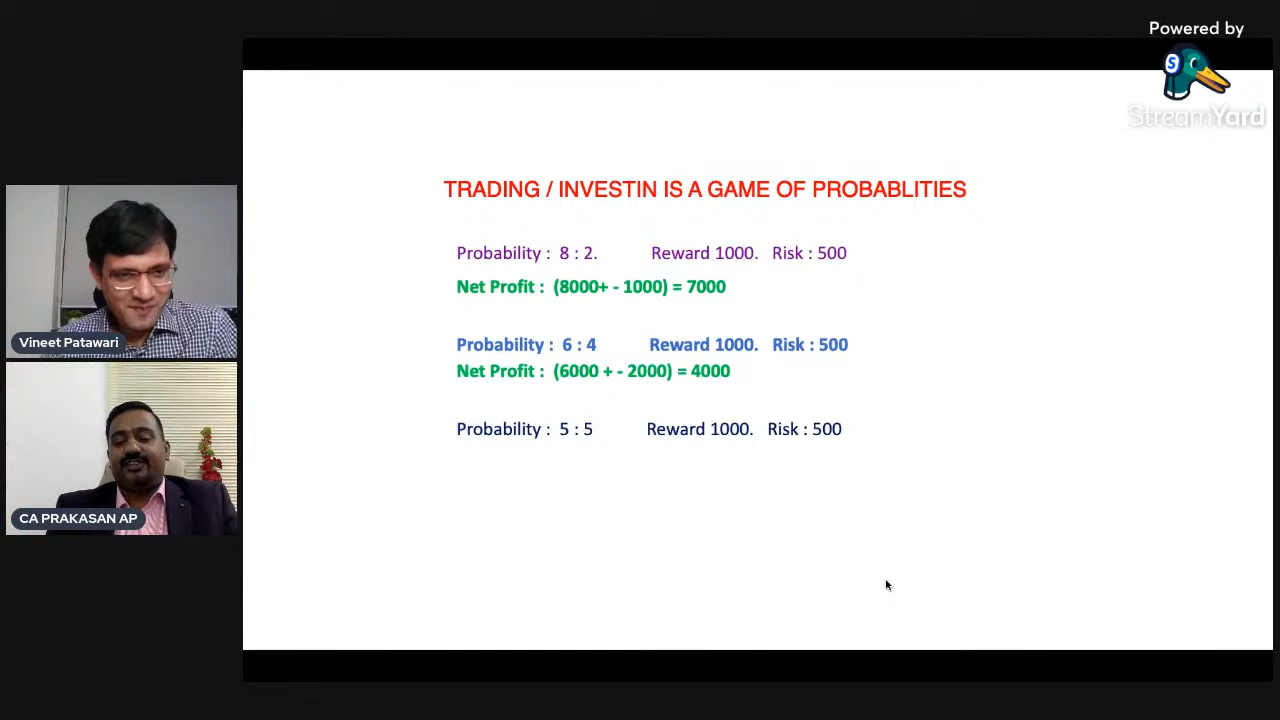 Powered by
S
StreamYard
TRADING / INVESTIN IS A GAME OF PROBABLITIES
Probability : 8 : 2. Reward 1000. Risk : 500
Net Profit : (8000+ - 1000) = 7000
Probability : 6 : 4 Reward 1000. Risk : 500
Net Profit : (6000 + - 2000) = 4000
Probability : 5 : 5 Reward 1000. Risk : 500
Vineet Patawari
CA PRAKASAN AP